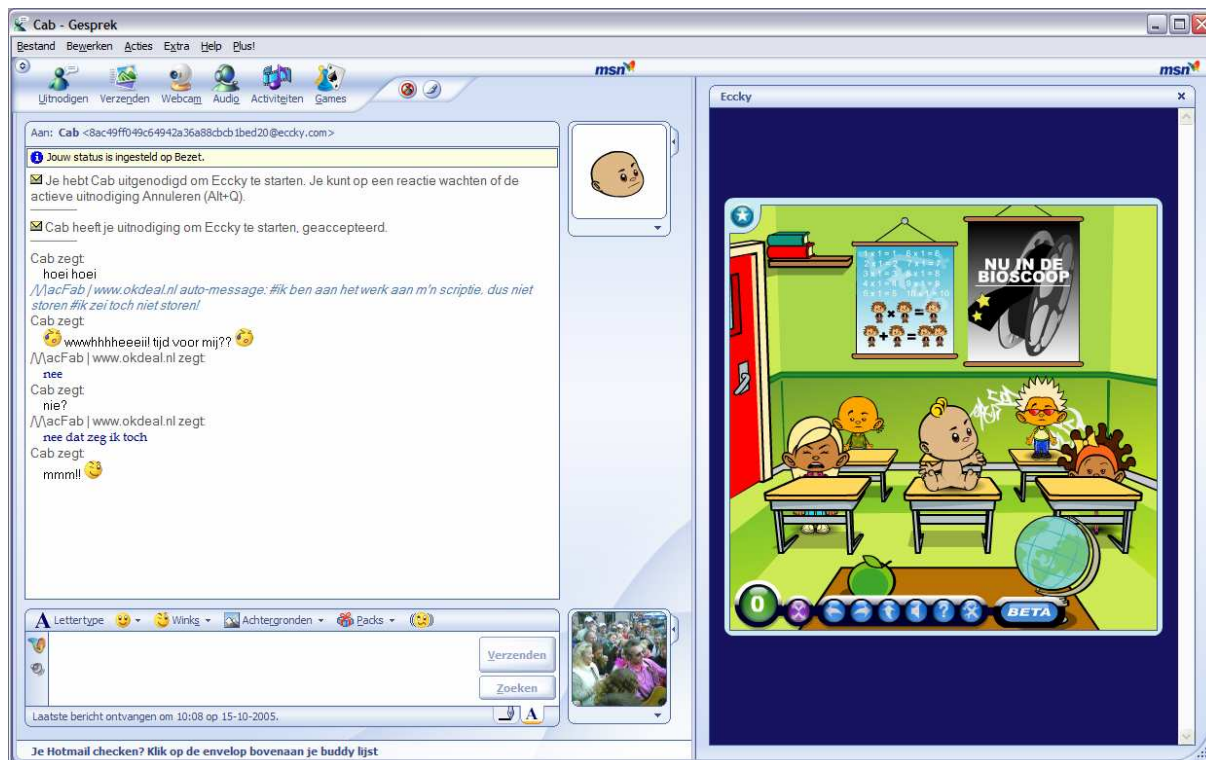 Cab - Gesprek
Bestand Bewerken Acties Extra Help Plus!
msn
msn
Uitnodigen Verzenden Webcam Audio Activiteiten Games
Eccky
Aan: Cab <8ac49ff049c64942a36a88cbcb1bed20@eccky.com>
Jouw status is ingesteld op Bezet.
Je hebt Cab uitgenodigd om Eccky te starten. Je kunt op een reactie wachten of de
actieve uitnodiging Annuleren (Alt+Q).
Cab heeft je uitnodiging om Eccky te starten, geaccepteerd.
Cab zegt:
hoei hoei
/\/\acFab | www.okdeal.nl auto-message: #ik ben aan het werk aan m'n scriptie, dus niet
storen #ik zei toch niet storen!
Cab zegt:
wwwhhhheeeii! tijd voor mij??
/\/\acFab | www.okdeal.nl zegt:
nee
Cab zegt:
nie?
/\/\acFab | www.okdeal.nl zegt:
nee dat zeg ik toch
Cab zegt:
mmm!!
A Lettertype Winks Achtergronden Packs
Verzenden
Zoeken
Laatste bericht ontvangen om 10:08 op 15-10-2005.
A
Je Hotmail checken? Klik op de envelop bovenaan je buddy lijst
NU IN DE
BIOSCOOP
x =
+ =
0 ? BETA